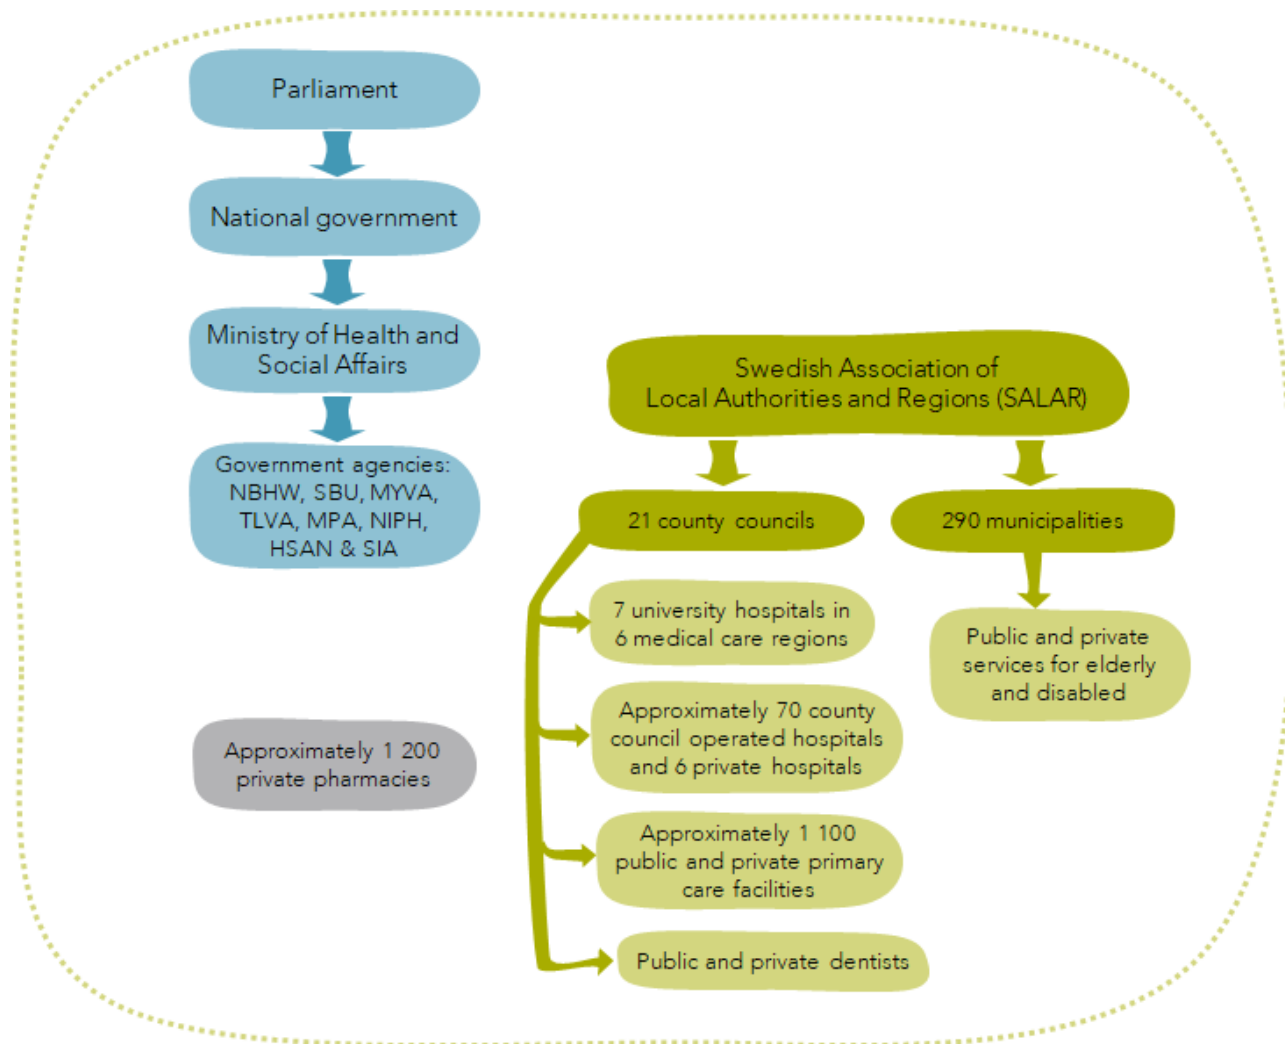 Parliament
National government
Ministry of Health and
Social Affairs
Government agencies:
NBHW, SBU, MYVA,
TLVA, MPA, NIPH,
HSAN & SIA
Approximately 1 200
private pharmacies
Swedish Association of
Local Authorities and Regions (SALAR)
21 county councils
7 university hospitals in
6 medical care regions
Approximately 70 county
council operated hospitals
and 6 private hospitals
Approximately 1 100
public and private primary
care facilities
Public and private dentists
290 municipalities
Public and private
services for elderly
and disabled